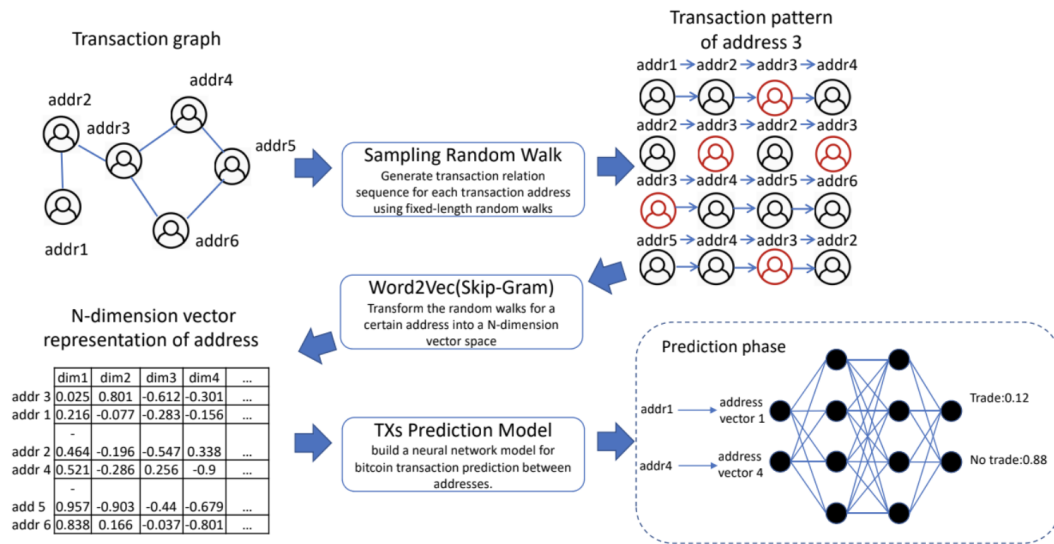 Transaction graph
addr4
addr2
addr3
addr5
addr1
addr6
Sampling Random Walk
Generate transaction relation
sequence for each transaction address
using fixed-length random walks
Transaction pattern
of address 3
addr1 addr2 addr3 addr4
addr2 addr3 addr2 addr3
addr3 addr4 addr5 addr6
addr5 addr4 addr3 addr2
Word2Vec(Skip-Gram)
Transform the random walks for a
certain address into a N-dimension
vector space
N-dimension vector
representation of address
dim1 dim2 dim3 dim4 ...
addr 3 0.025 0.801 -0.612 -0.301 ...
addr 1 0.216 -0.077 -0.283 -0.156 ...
-
addr 2 0.464 -0.196 -0.547 0.338 ...
addr 4 0.521 -0.286 0.256 -0.9 ...
-
add 5 0.957 -0.903 -0.44 -0.679 ...
addr 6 0.838 0.166 -0.037 -0.801 ...
TXs Prediction Model
build a neural network model for
bitcoin transaction prediction between
addresses.
Prediction phase
addr1 address
vector 1
addr4 address
vector 4
Trade:0.12
No trade:0.88